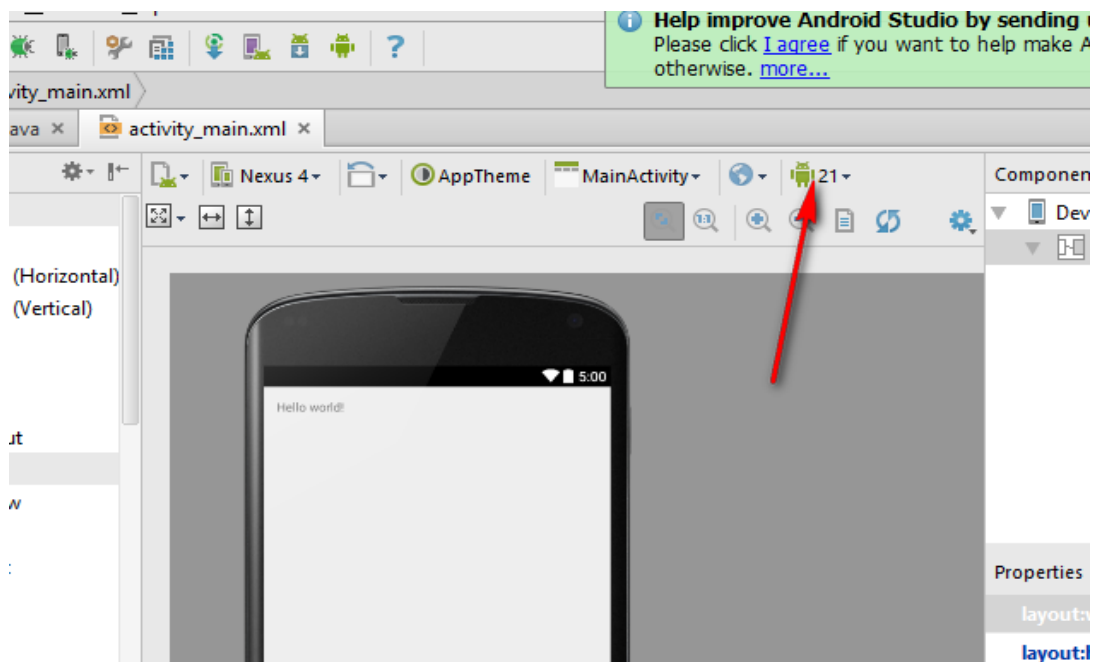 Help improve Android Studio by sending
Please click I agree if you want to help make A
otherwise. more...
?
vity_main.xml
ava
activity_main.xml
Nexus 4
AppTheme
MainActivity
21
Componen
1:1
Dev
(Horizontal)
(Vertical)
5:00
Hello world!
ut
w
Properties
layout:
layout: